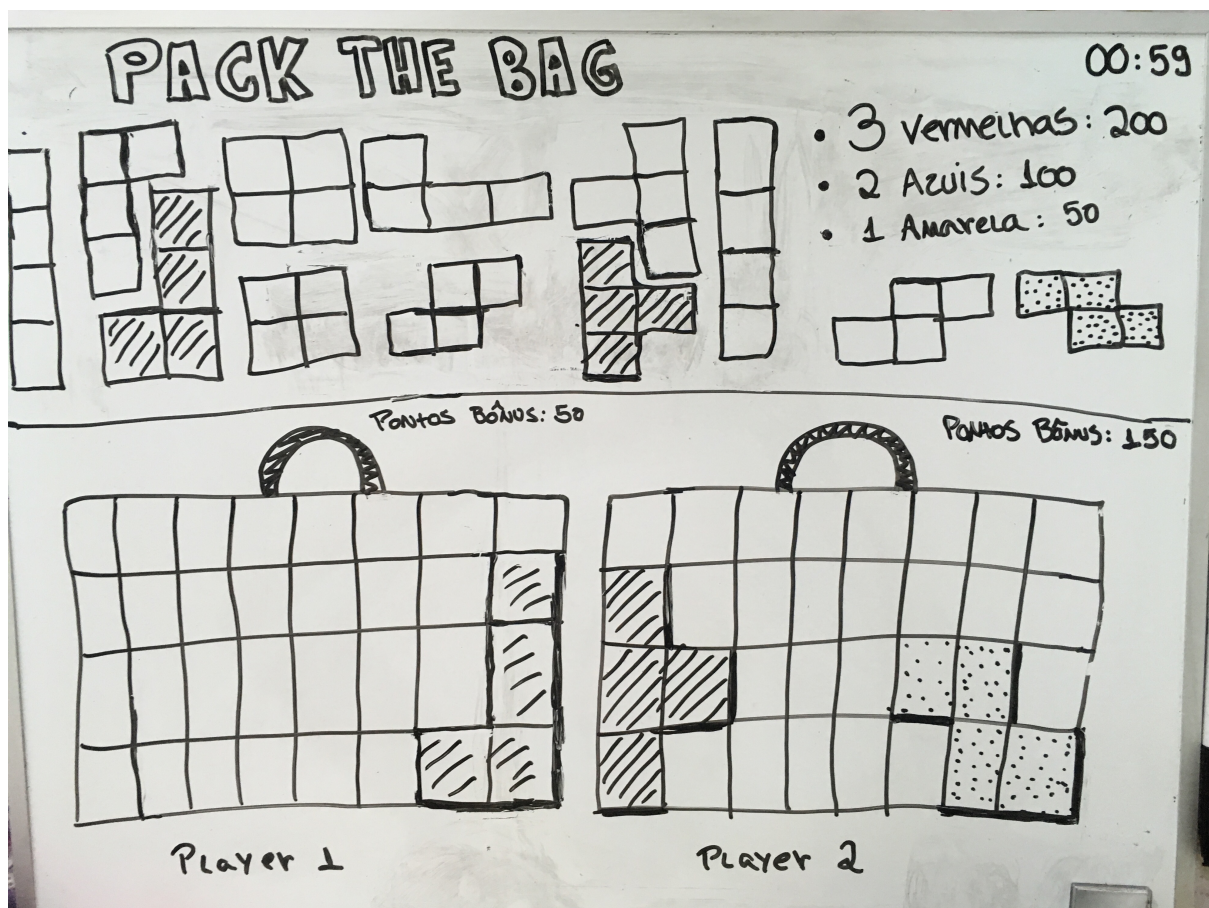 PACK THE BAG
00:59
• 3 Vermelhas: 200
• 2 Azuis: 100
• 1 Amarela: 50
Pontos Bônus: 50
Pontos Bônus: 150
Player 1
Player 2